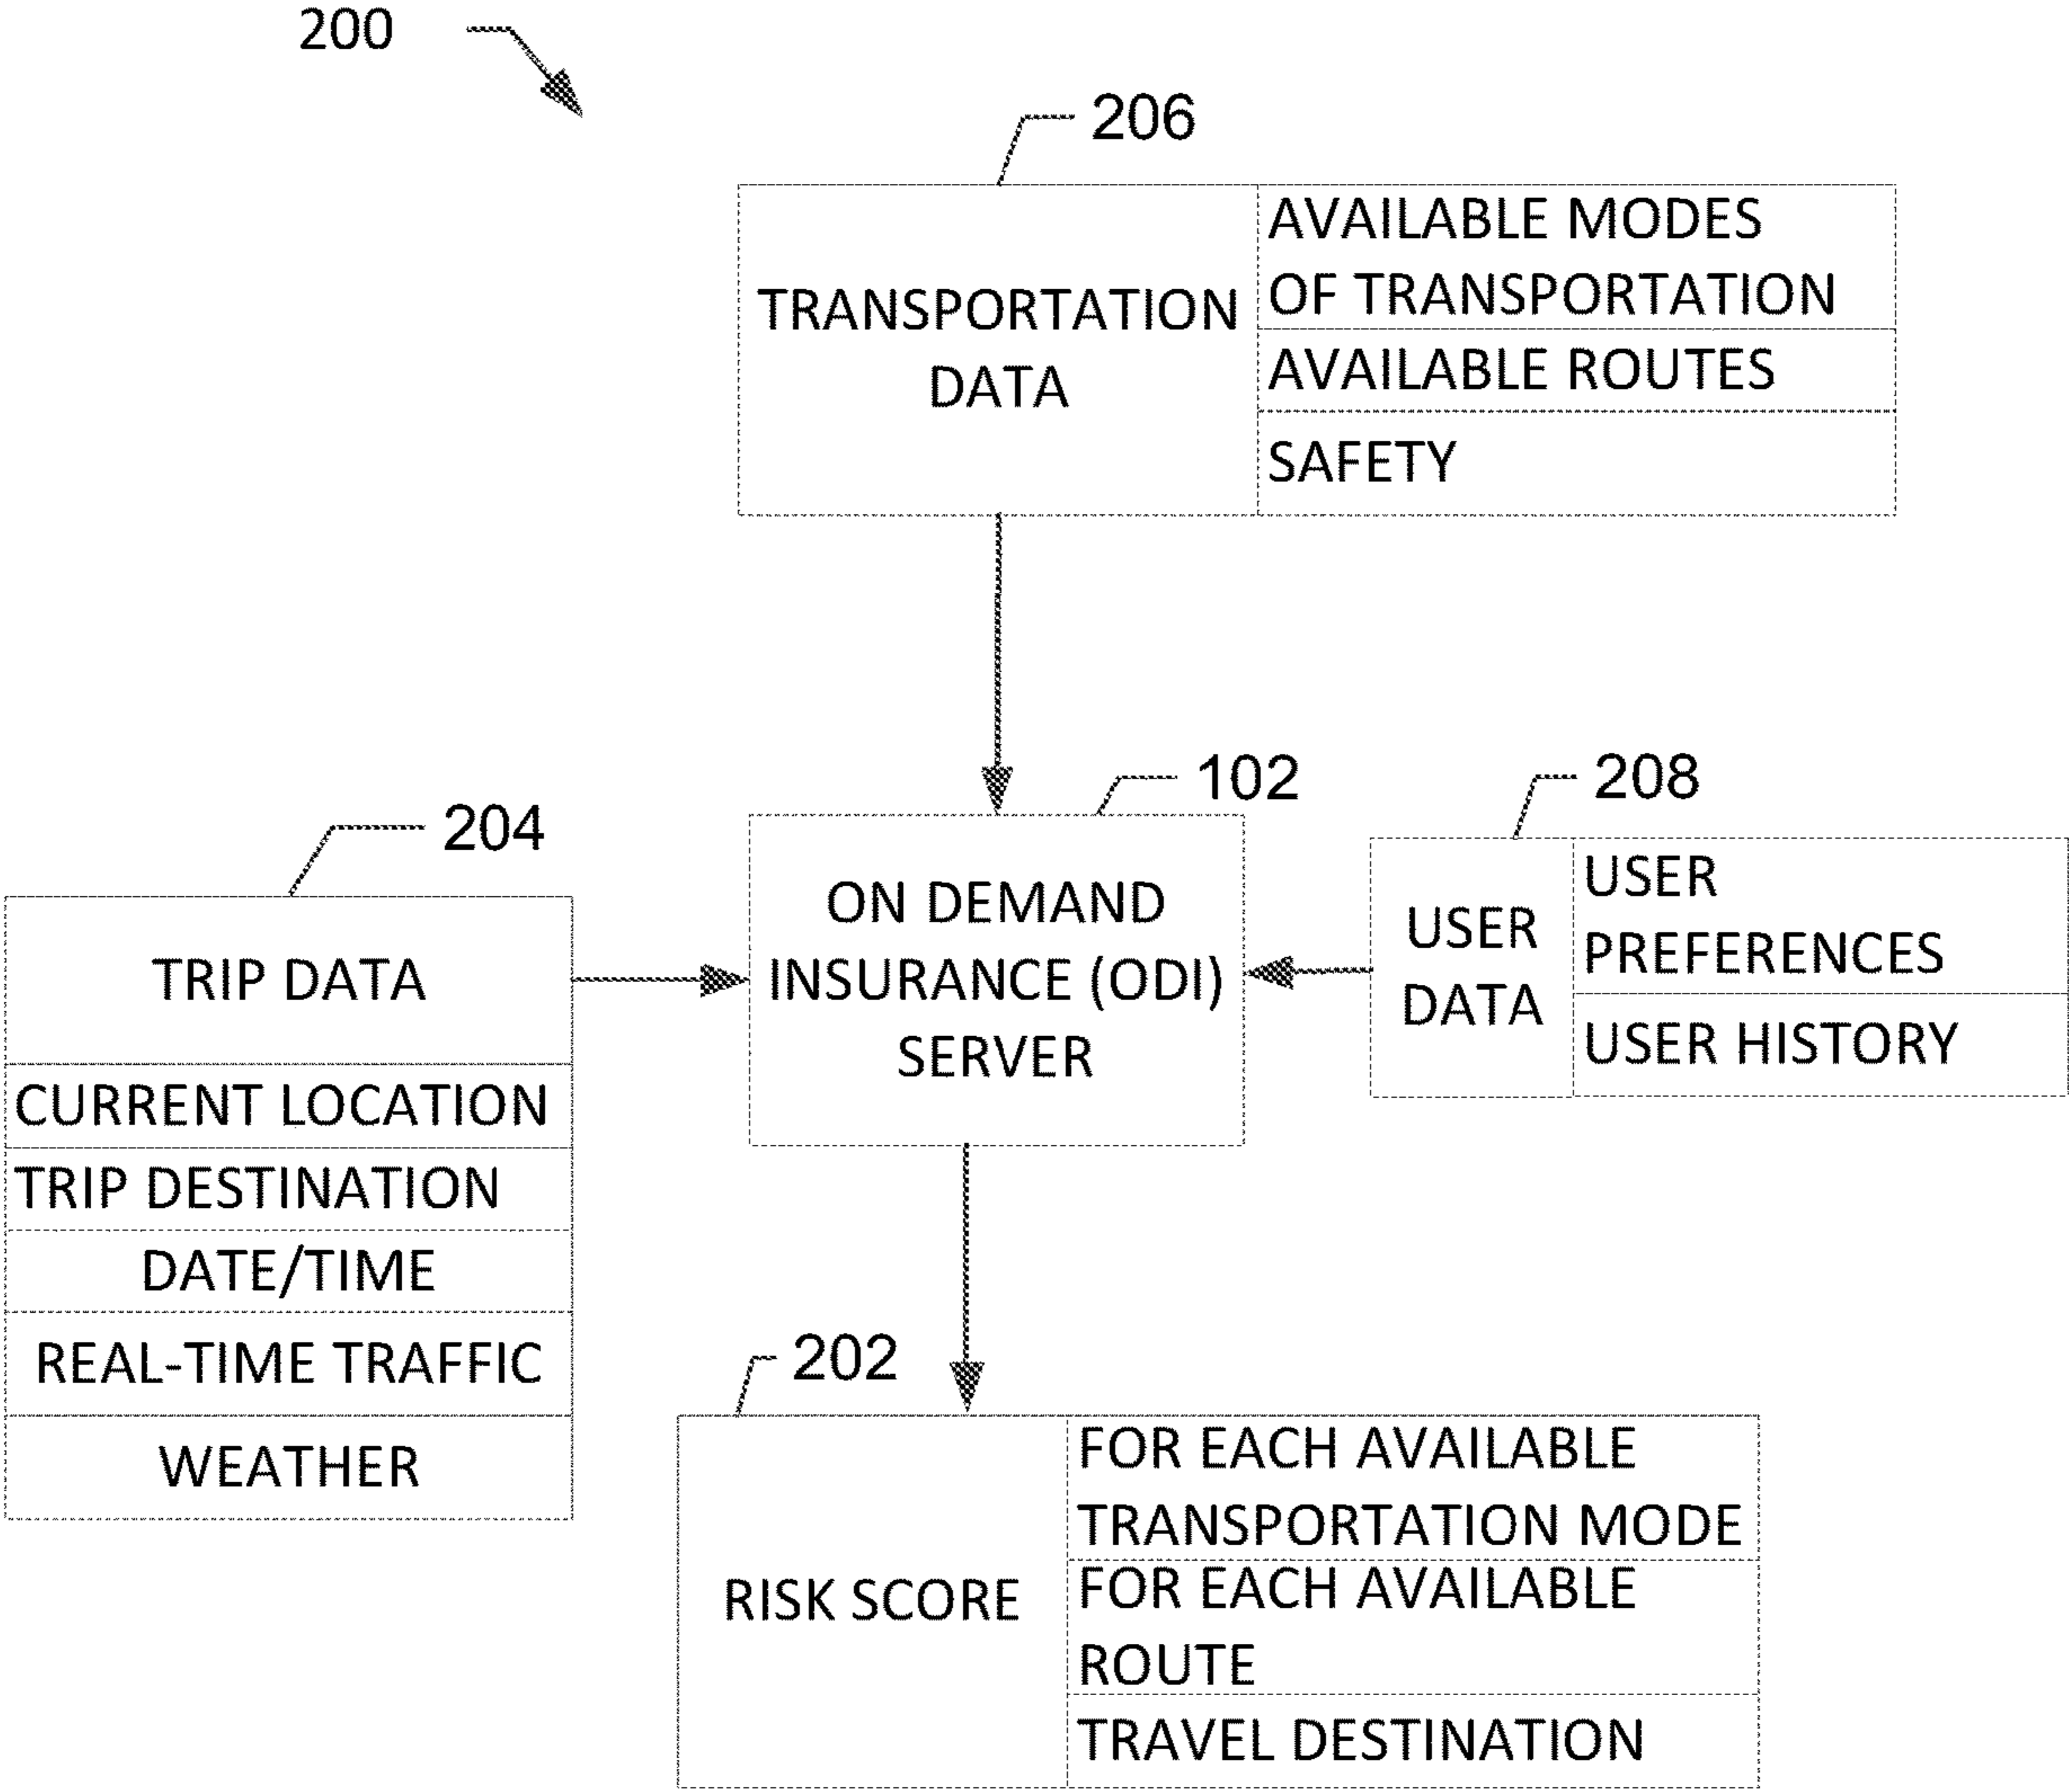 200
206
TRANSPORTATION
DATA
AVAILABLE MODES
OF TRANSPORTATION
AVAILABLE ROUTES
SAFETY
204
TRIP DATA
CURRENT LOCATION
TRIP DESTINATION
DATE/TIME
REAL-TIME TRAFFIC
WEATHER
102
ON DEMAND
INSURANCE (ODI)
SERVER
208
USER
DATA
USER
PREFERENCES
USER HISTORY
202
RISK SCORE
FOR EACH AVAILABLE
TRANSPORTATION MODE
FOR EACH AVAILABLE
ROUTE
TRAVEL DESTINATION